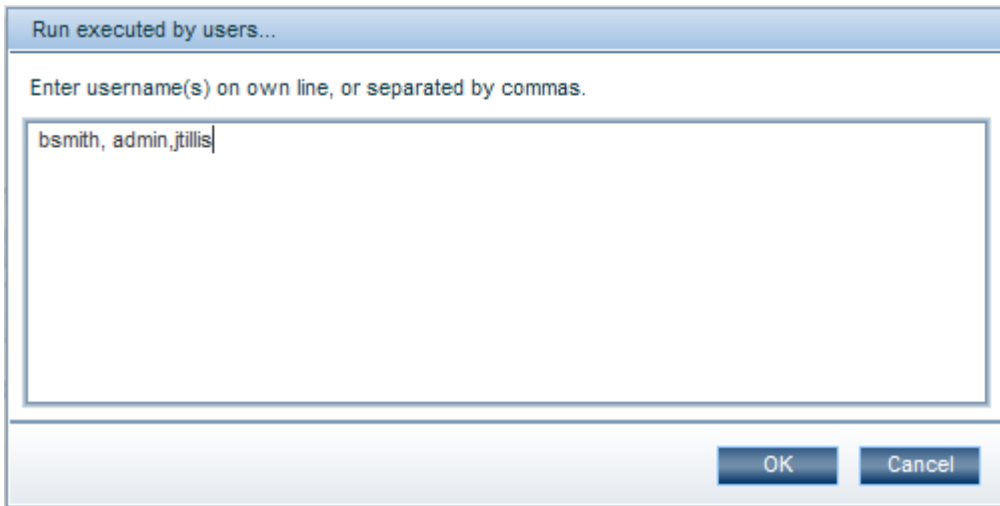 Run executed by users...
Enter username(s) on own line, or separated by commas.
bsmith, admin,jtillis
OK Cancel